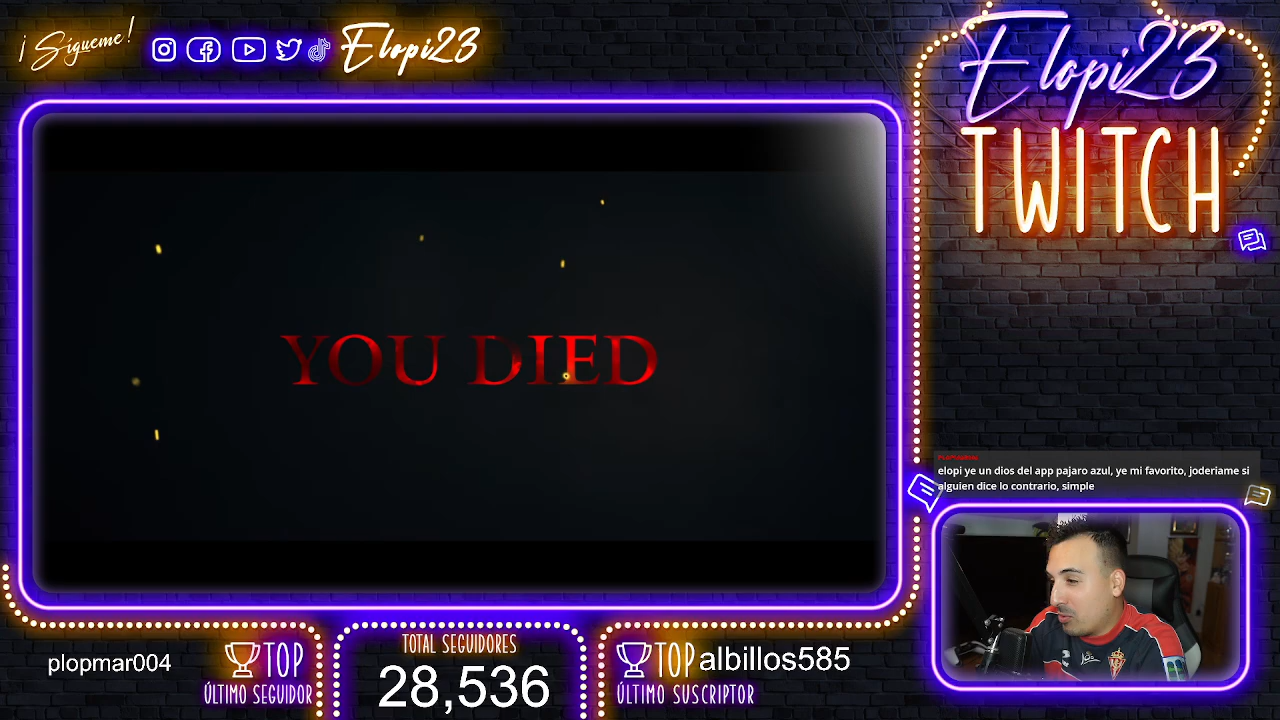 ¡Sígueme!
Elopi23
Elopi23
TWITCH
YOU DIED
elopi ye un dios del app pajaro azul, ye mi favorito, joderiame si
alguien dice lo contrario, simple
plopmar004
TOP
ÚLTIMO SEGUIDOR
TOTAL SEGUIDORES
28,536
TOP
albillos585
ÚLTIMO SUSCRIPTOR